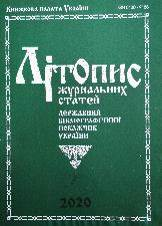 Книжкова палата України
Літопис
журнальних
статей
державний
бібліографічний
покажчик
України
2020